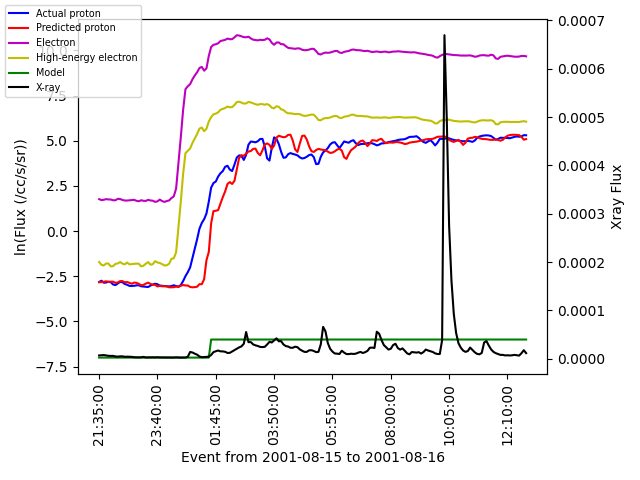 Actual proton
Predicted proton
Electron
High-energy electron
Model
X-ray
10.0
7.5
5.0
2.5
0.0
−2.5
−5.0
−7.5
ln(Flux (/cc/s/sr))
0.0007
0.0006
0.0005
0.0004
0.0003
0.0002
0.0001
0.0000
Xray Flux
21:35:00
23:40:00
01:45:00
03:50:00
05:55:00
08:00:00
10:05:00
12:10:00
Event from 2001-08-15 to 2001-08-16